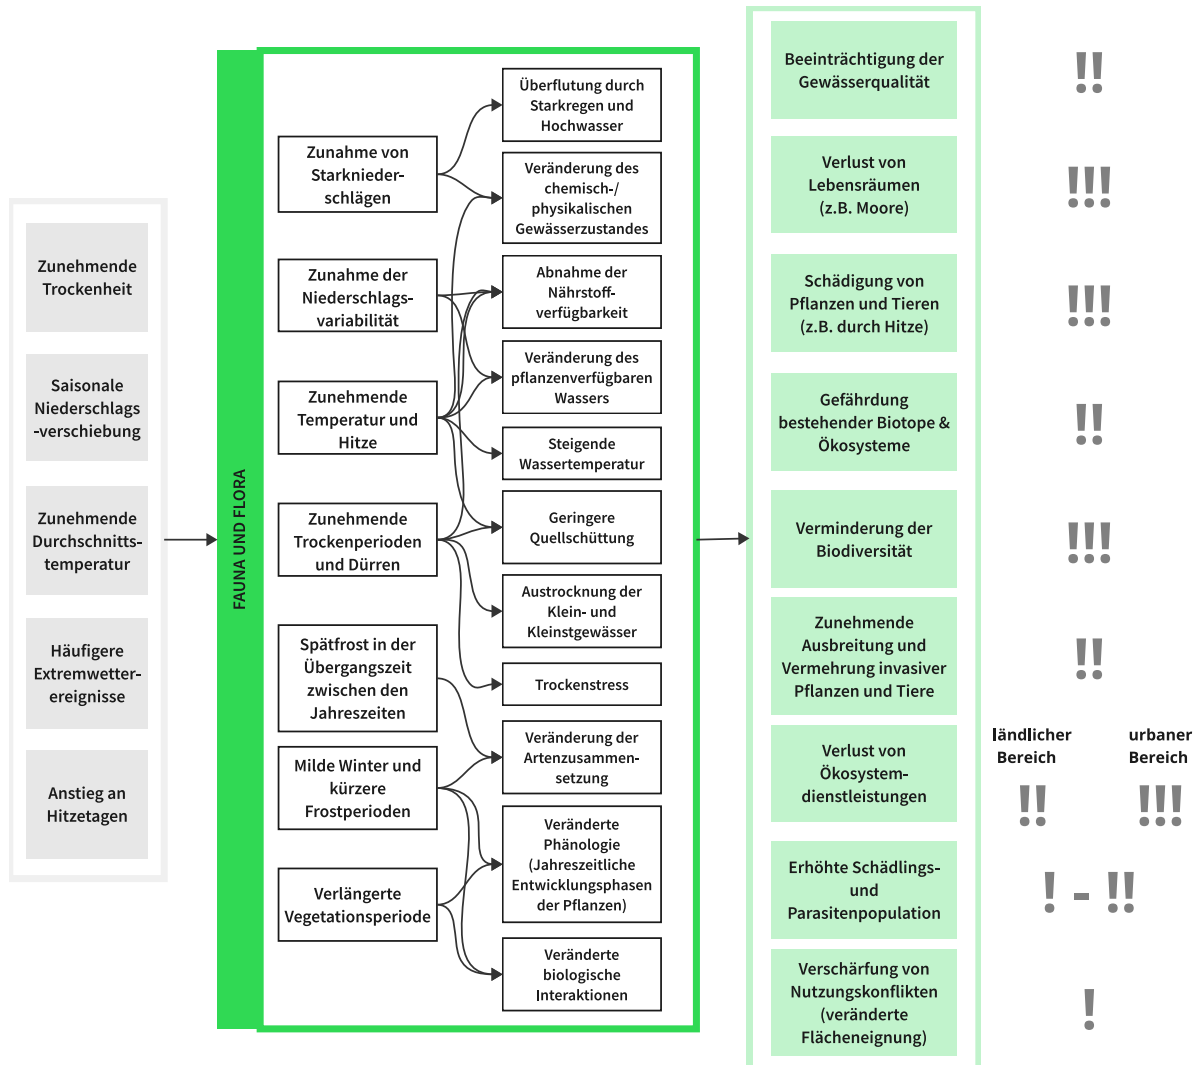 Zunehmende
Trockenheit
Saisonale
Niederschlags
-verschiebung
Zunehmende
Durchschnitts-
temperatur
Häufigere
Extremwetter-
ereignisse
Anstieg an
Hitzetagen
FAUNA UND FLORA
Zunahme von
Starknieder-
schlägen
Zunahme der
Niederschlags-
variabilität
Zunehmende
Temperatur und
Hitze
Zunehmende
Trockenperioden
und Dürren
Spätfrost in der
Übergangszeit
zwischen den
Jahreszeiten
Milde Winter und
kürzere
Frostperioden
Verlängerte
Vegetationsperiode
Überflutung durch
Starkregen und
Hochwasser
Veränderung des
chemisch-/
physikalischen
Gewässerzustandes
Abnahme der
Nährstoff-
verfügbarkeit
Veränderung des
pflanzenverfügbaren
Wassers
Steigende
Wassertemperatur
Geringere
Quellschüttung
Austrocknung der
Klein- und
Kleinstgewässer
Trockenstress
Veränderung der
Artenzusammen-
setzung
Veränderte
Phänologie
(Jahreszeitliche
Entwicklungsphasen
der Pflanzen)
Veränderte
biologische
Interaktionen
Beeinträchtigung der
Gewässerqualität
!!
Verlust von
Lebensräumen
(z.B. Moore)
!!!
Schädigung von
Pflanzen und Tieren
(z.B. durch Hitze)
!!!
Gefährdung
bestehender Biotope &
Ökosysteme
!!
Verminderung der
Biodiversität
!!!
Zunehmende
Ausbreitung und
Vermehrung invasiver
Pflanzen und Tiere
!!
Verlust von
Ökosystem-
dienstleistungen
ländlicher
Bereich
!!
urbaner
Bereich
!!!
Erhöhte Schädlings-
und
Parasitenpopulation
! - !!
Verschärfung von
Nutzungskonflikten
(veränderte
Flächeneignung)
!